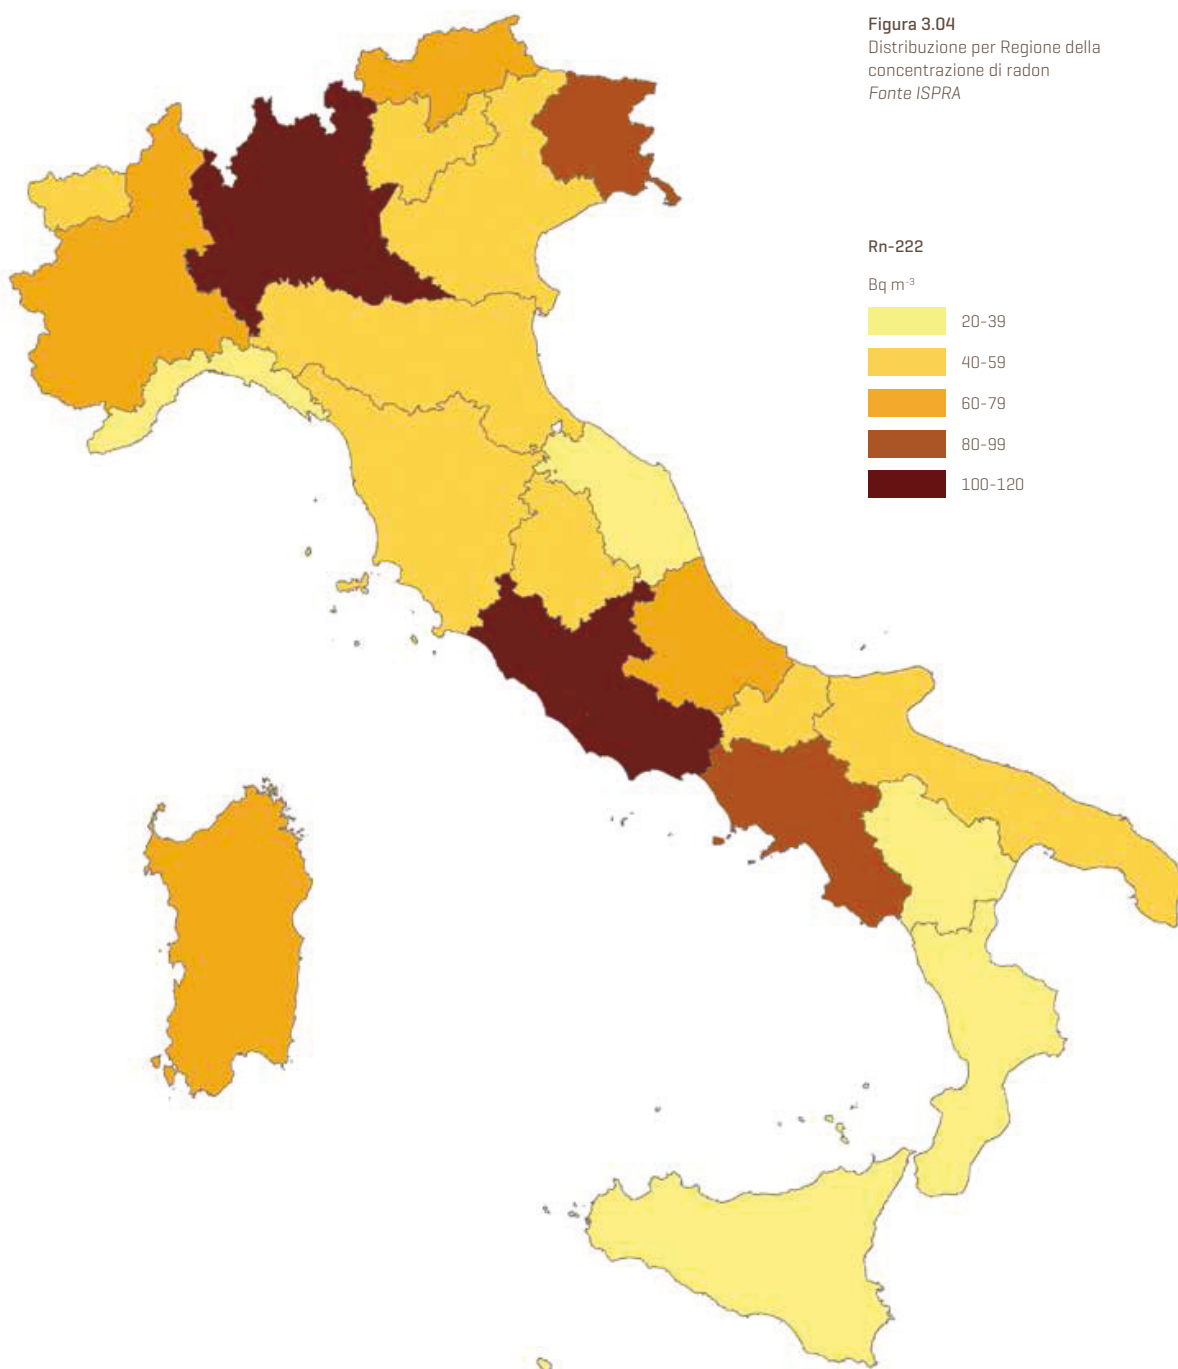 Figura 3.04
Distribuzione per Regione della
concentrazione di radon
Fonte ISPRA
Rn-222
Bq m⁻³
20-39
40-59
60-79
80-99
100-120